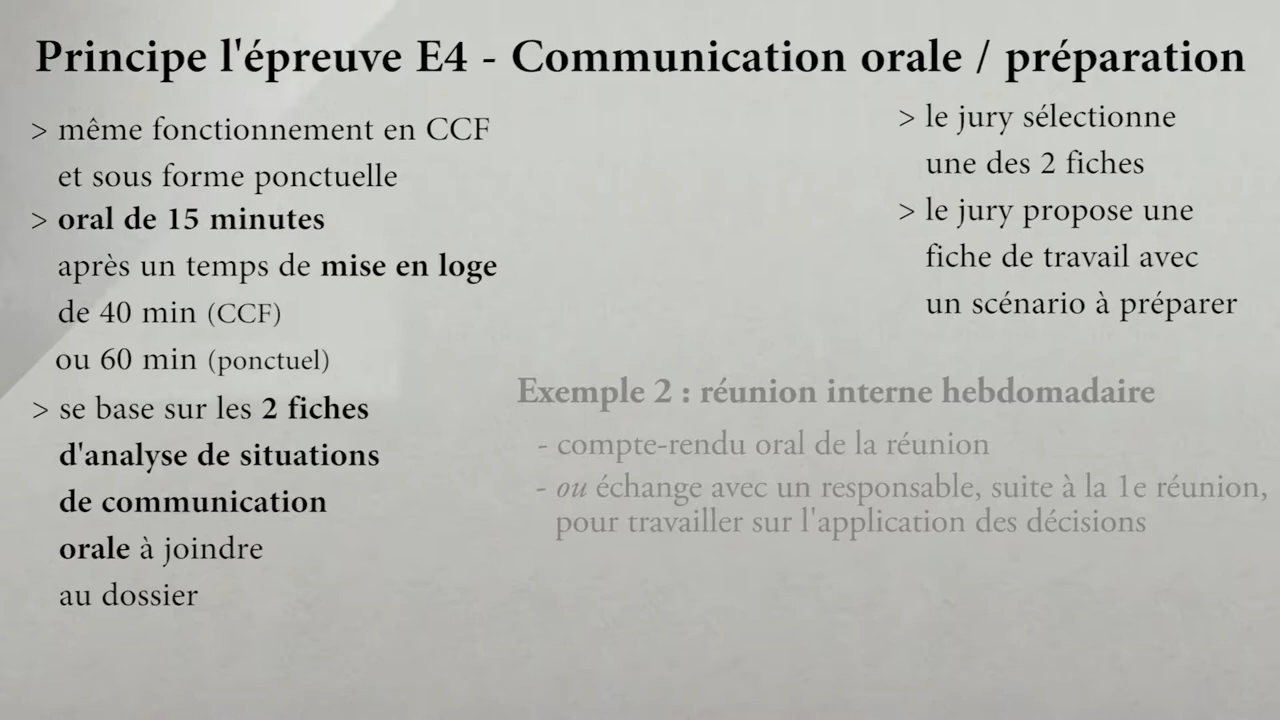 Principe l'épreuve E4 - Communication orale / préparation
> même fonctionnement en CCF
et sous forme ponctuelle
> oral de 15 minutes
après un temps de mise en loge
de 40 min (CCF)
ou 60 min (ponctuel)
> se base sur les 2 fiches
d'analyse de situations
de communication
orale à joindre
au dossier
> le jury sélectionne
une des 2 fiches
> le jury propose une
fiche de travail avec
un scénario à préparer
Exemple 2 : réunion interne hebdomadaire
- compte-rendu oral de la réunion
- ou échange avec un responsable, suite à la 1e réunion,
pour travailler sur l'application des décisions